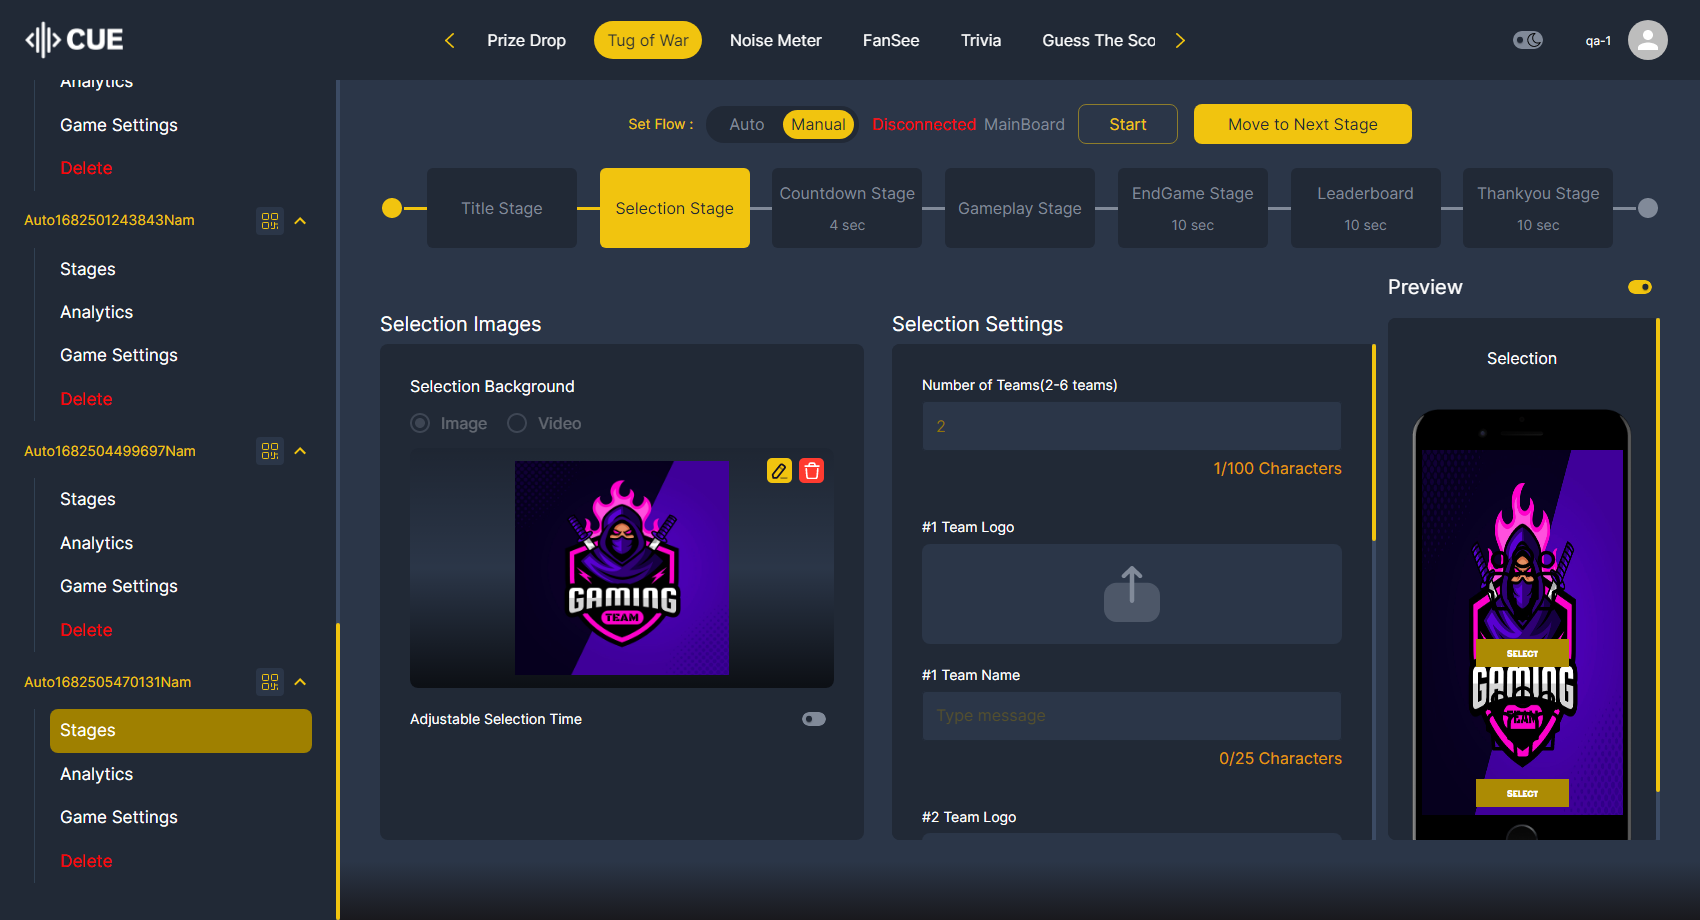 CUE
Prize Drop
Tug of War
Noise Meter
FanSee
Trivia
Guess The Sco
qa-1
Analytics
Game Settings
Delete
Auto1682501243843Nam
Stages
Analytics
Game Settings
Delete
Auto1682504499697Nam
Stages
Analytics
Game Settings
Delete
Auto1682505470131Nam
Stages
Analytics
Game Settings
Delete
Set Flow :
Auto
Manual
Disconnected MainBoard
Start
Move to Next Stage
Title Stage
Selection Stage
Countdown Stage
4 sec
Gameplay Stage
EndGame Stage
10 sec
Leaderboard
10 sec
Thankyou Stage
10 sec
Selection Images
Selection Background
Image
Video
GAMING
TEAM
Adjustable Selection Time
Selection Settings
Number of Teams(2-6 teams)
2
1/100 Characters
#1 Team Logo
#1 Team Name
Type message
0/25 Characters
#2 Team Logo
Preview
Selection
SELECT
GAMING
TEAM
SELECT